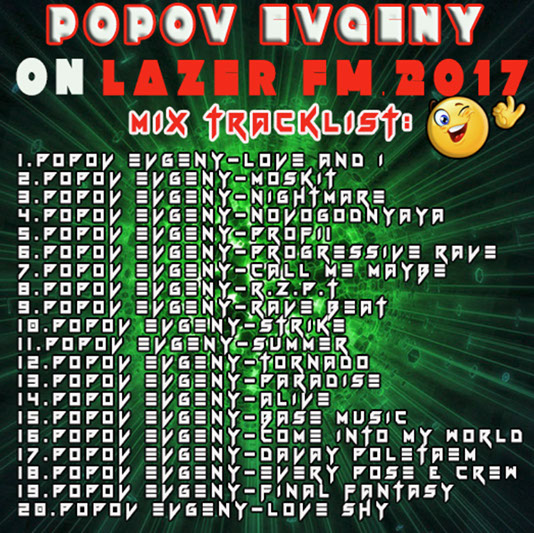 POPOV EVGENY
ON LAZER FM.2017
MIX TRACKLIST:
1.POPOV EVGENY-LOVE AND I
2.POPOV EVGENY-MOSKIT
3.POPOV EVGENY-NIGHTMARE
4.POPOV EVGENY-NOVOGODNYAYA
5.POPOV EVGENY-PROFIL
6.POPOV EVGENY-PROGRESSIVE RAVE
7.POPOV EVGENY-CALL ME MAYBE
8.POPOV EVGENY-R.Z.P.T
9.POPOV EVGENY-RAVE BEAT
10.POPOV EVGENY-STRIKE
11.POPOV EVGENY-SUMMER
12.POPOV EVGENY-TORNADO
13.POPOV EVGENY-PARADISE
14.POPOV EVGENY-ALIVE
15.POPOV EVGENY-BASE MUSIC
16.POPOV EVGENY-COME INTO MY WORLD
17.POPOV EVGENY-DAVAY POLETAEM
18.POPOV EVGENY-EVERY POSE E CREW
19.POPOV EVGENY-FINAL FANTASY
20.POPOV EVGENY-LOVE SHY